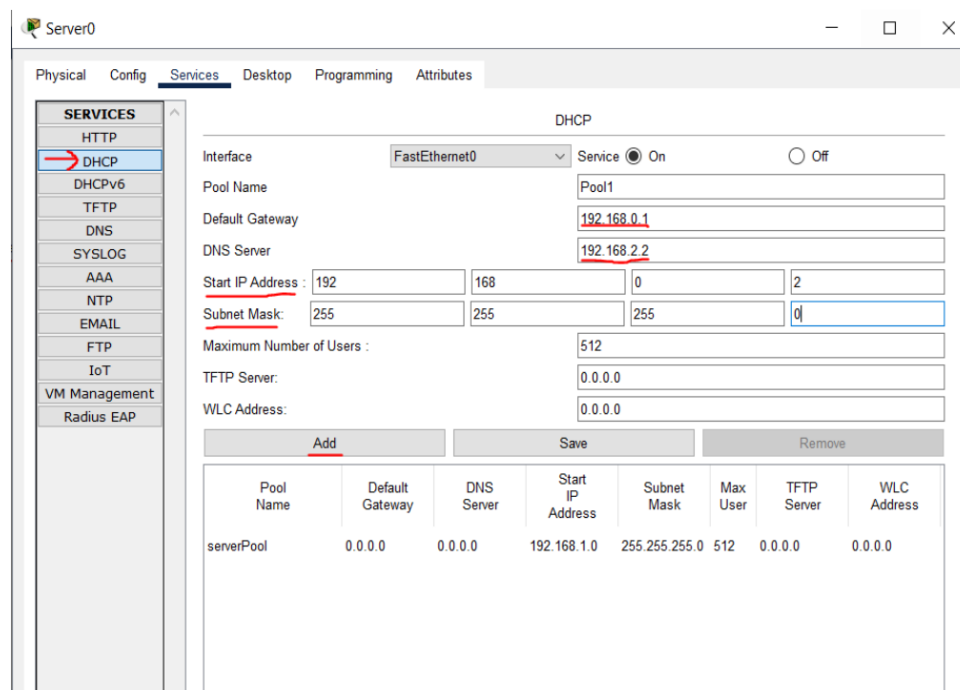 Server0
Physical Config Services Desktop Programming Attributes
SERVICES
HTTP
DHCP
DHCPv6
TFTP
DNS
SYSLOG
AAA
NTP
EMAIL
FTP
IoT
VM Management
Radius EAP
DHCP
Interface FastEthernet0 Service On Off
Pool Name Pool1
Default Gateway 192.168.0.1
DNS Server 192.168.2.2
Start IP Address : 192 168 0 2
Subnet Mask: 255 255 255 0
Maximum Number of Users : 512
TFTP Server: 0.0.0.0
WLC Address: 0.0.0.0
Add Save Remove
Pool Name Default Gateway DNS Server Start IP Address Subnet Mask Max User TFTP Server WLC Address
serverPool 0.0.0.0 0.0.0.0 192.168.1.0 255.255.255.0 512 0.0.0.0 0.0.0.0